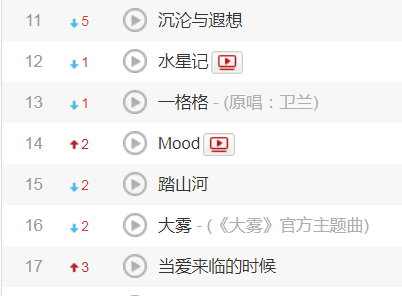 11 5 沉沦与遐想
12 1 水星记
13 1 一格格 - (原唱：卫兰)
14 2 Mood
15 2 踏山河
16 2 大雾 - (《大雾》官方主题曲)
17 3 当爱来临的时候